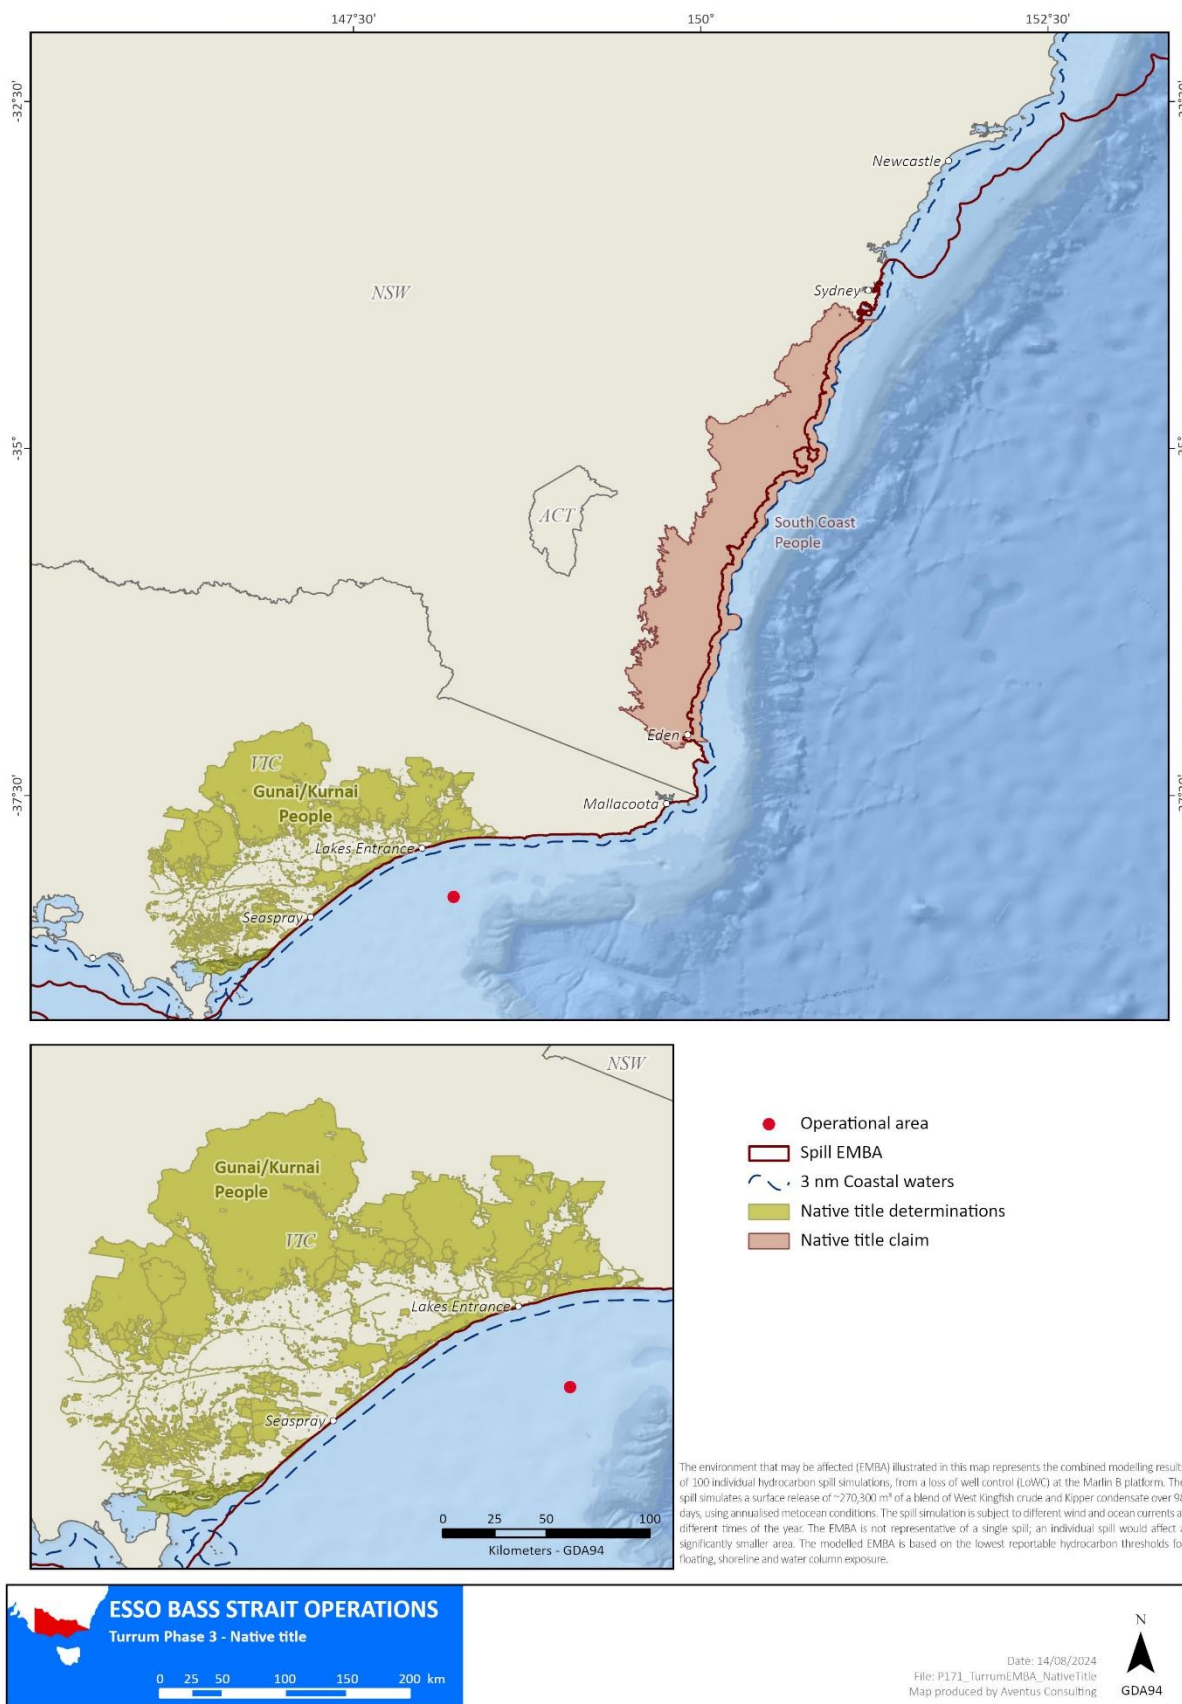 147°30'
150°
152°30'
-32°30'
Newcastle
Sydney
NSW
-35°
ACT
South Coast
People
Eden
VIC
Gunai/Kurnai
People
-37°30'
Mallacoota
Lakes Entrance
Seaspray
NSW
Gunai/Kurnai
People
VIC
Lakes Entrance
Seaspray
0 25 50 100
Kilometers - GDA94
Operational area
Spill EMBA
3 nm Coastal waters
Native title determinations
Native title claim
The environment that may be affected (EMBA) illustrated in this map represents the combined modelling result
of 100 individual hydrocarbon spill simulations, from a loss of well control (LoWC) at the Marlin B platform. The
spill simulates a surface release of ~270,300 m³ of a blend of West Kingfish crude and Kipper condensate over 98
days, using annualised metocean conditions. The spill simulation is subject to different wind and ocean currents a
different times of the year. The EMBA is not representative of a single spill; an individual spill would affect a
significantly smaller area. The modelled EMBA is based on the lowest reportable hydrocarbon thresholds fo
floating, shoreline and water column exposure.
ESSO BASS STRAIT OPERATIONS
Turrum Phase 3 - Native title
0 25 50 100 150 200 km
Date: 14/08/2024
File: P171_TurrumEMBA_NativeTitle
Map produced by Aventus Consulting
N
GDA94